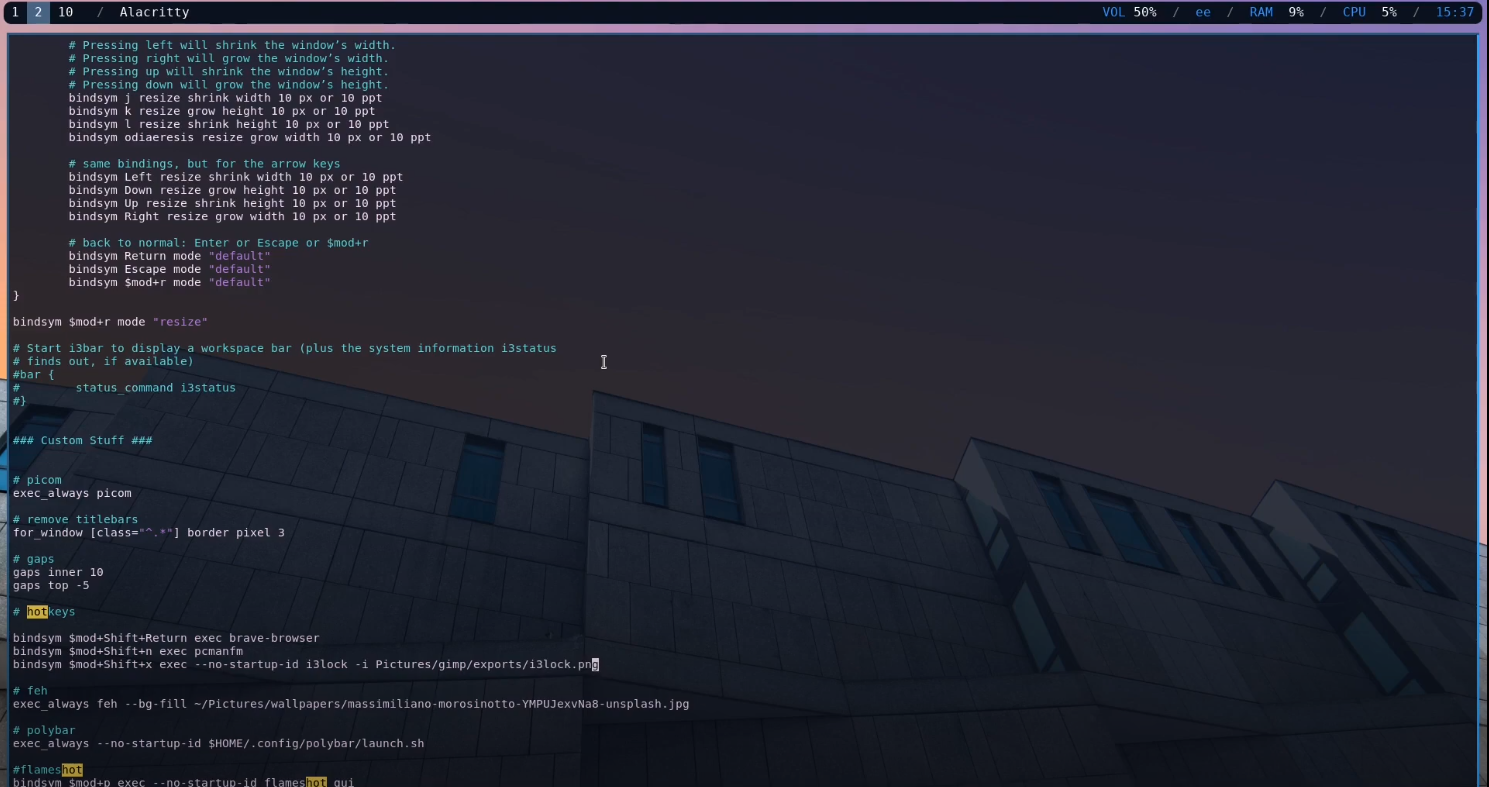 1 2 10 / Alacritty VOL 50% / ee / RAM 9% / CPU 5% / 15:37
# Pressing left will shrink the window’s width.
# Pressing right will grow the window’s width.
# Pressing up will shrink the window’s height.
# Pressing down will grow the window’s height.
bindsym j resize shrink width 10 px or 10 ppt
bindsym k resize grow height 10 px or 10 ppt
bindsym l resize shrink height 10 px or 10 ppt
bindsym odiaeresis resize grow width 10 px or 10 ppt
# same bindings, but for the arrow keys
bindsym Left resize shrink width 10 px or 10 ppt
bindsym Down resize grow height 10 px or 10 ppt
bindsym Up resize shrink height 10 px or 10 ppt
bindsym Right resize grow width 10 px or 10 ppt
# back to normal: Enter or Escape or $mod+r
bindsym Return mode "default"
bindsym Escape mode "default"
bindsym $mod+r mode "default"
}
bindsym $mod+r mode "resize"
# Start i3bar to display a workspace bar (plus the system information i3status
# finds out, if available)
#bar {
#        status_command i3status
#}
### Custom Stuff ###
# picom
exec_always picom
# remove titlebars
for_window [class="^.*"] border pixel 3
# gaps
gaps inner 10
gaps top -5
# hotkeys
bindsym $mod+Shift+Return exec brave-browser
bindsym $mod+Shift+n exec pcmanfm
bindsym $mod+Shift+x exec --no-startup-id i3lock -i Pictures/gimp/exports/i3lock.png
# feh
exec_always feh --bg-fill ~/Pictures/wallpapers/massimiliano-morosinotto-YMPUJexvNa8-unsplash.jpg
# polybar
exec_always --no-startup-id $HOME/.config/polybar/launch.sh
#flameshot
bindsym $mod+p exec --no-startup-id flameshot gui